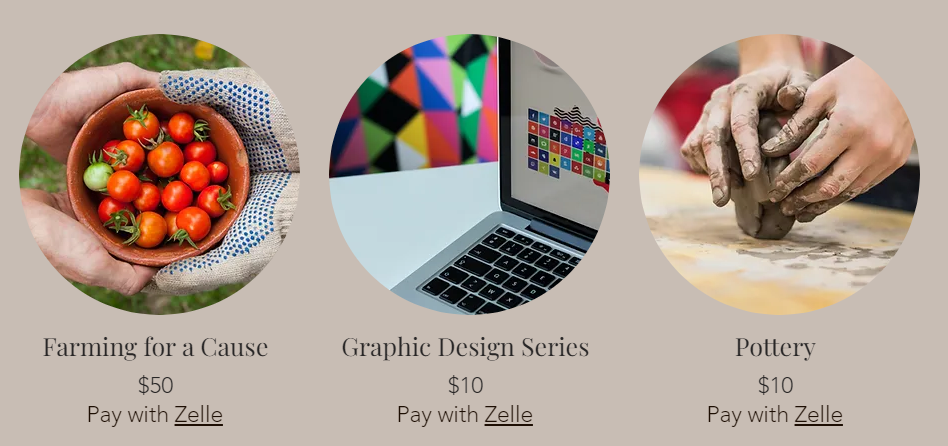 Farming for a Cause
$50
Pay with Zelle
Graphic Design Series
$10
Pay with Zelle
Pottery
$10
Pay with Zelle